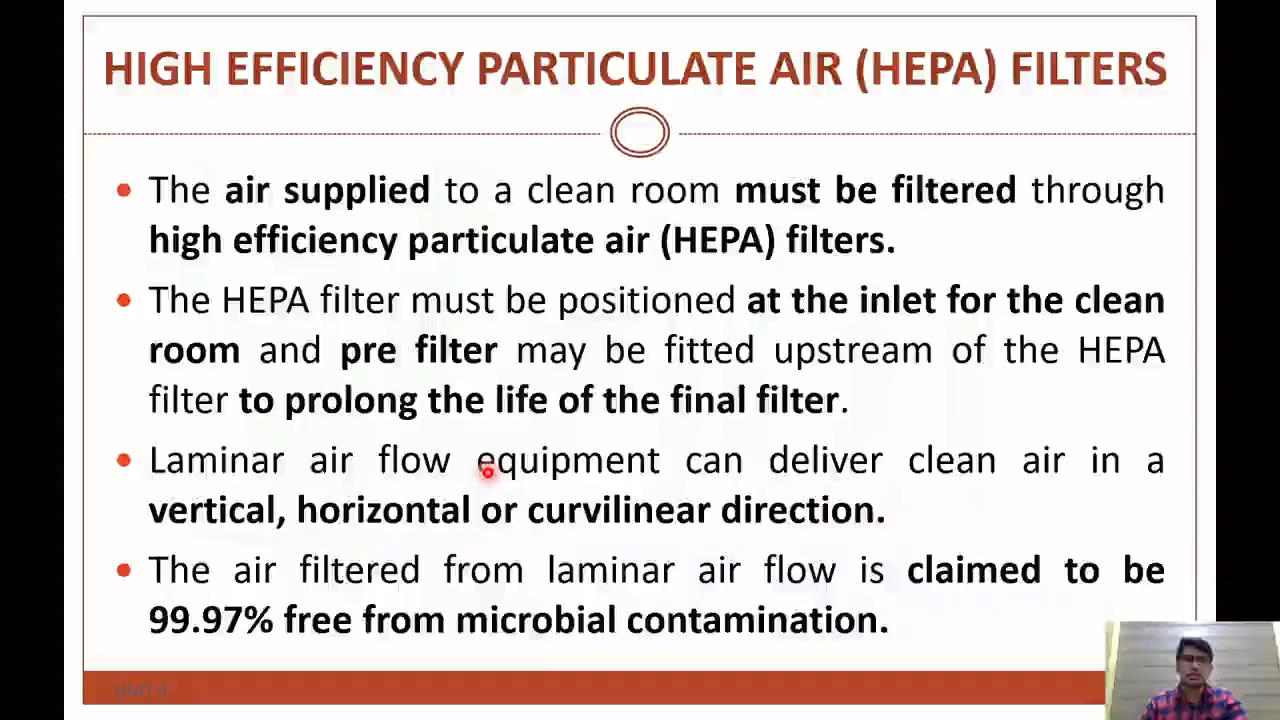 HIGH EFFICIENCY PARTICULATE AIR (HEPA) FILTERS
The air supplied to a clean room must be filtered through
high efficiency particulate air (HEPA) filters.
The HEPA filter must be positioned at the inlet for the clean
room and pre filter may be fitted upstream of the HEPA
filter to prolong the life of the final filter.
Laminar air flow equipment can deliver clean air in a
vertical, horizontal or curvilinear direction.
The air filtered from laminar air flow is claimed to be
99.97% free from microbial contamination.
UNIT